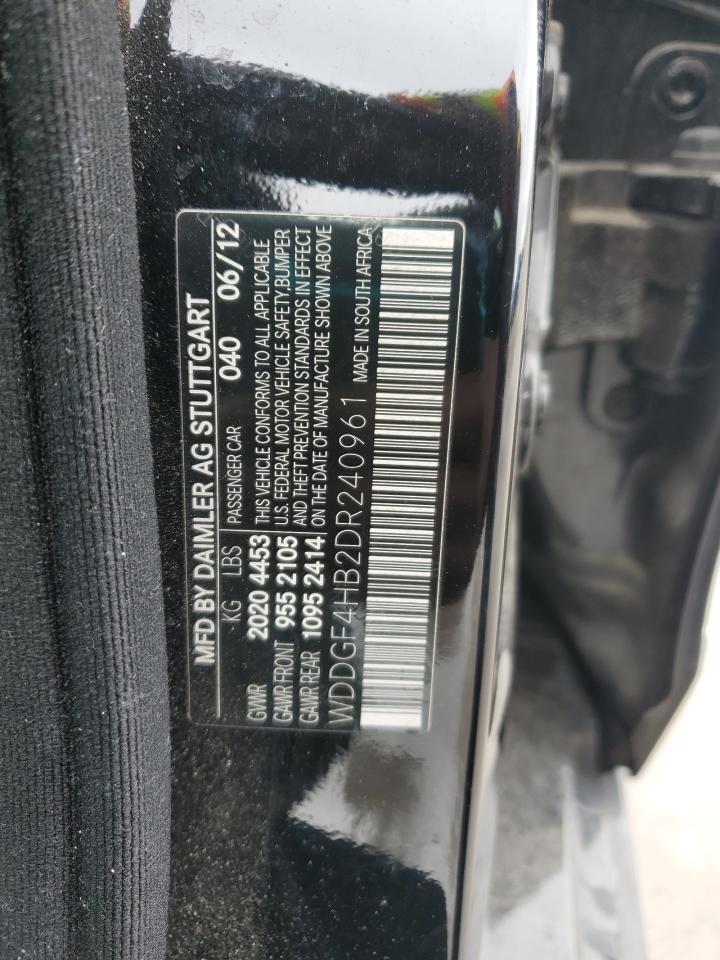 MFD BY DAIMLER AG STUTTGART
KG LBS PASSENGER CAR 040 06/12
GVWR 2020 4453 THIS VEHICLE CONFORMS TO ALL APPLICABLE
GAWR FRONT 955 2105 U.S. FEDERAL MOTOR VEHICLE SAFETY, BUMPER
GAWR REAR 1095 2414 AND THEFT PREVENTION STANDARDS IN EFFECT
ON THE DATE OF MANUFACTURE SHOWN ABOVE
WDDGF4HB2DR240961 MADE IN SOUTH AFRICA